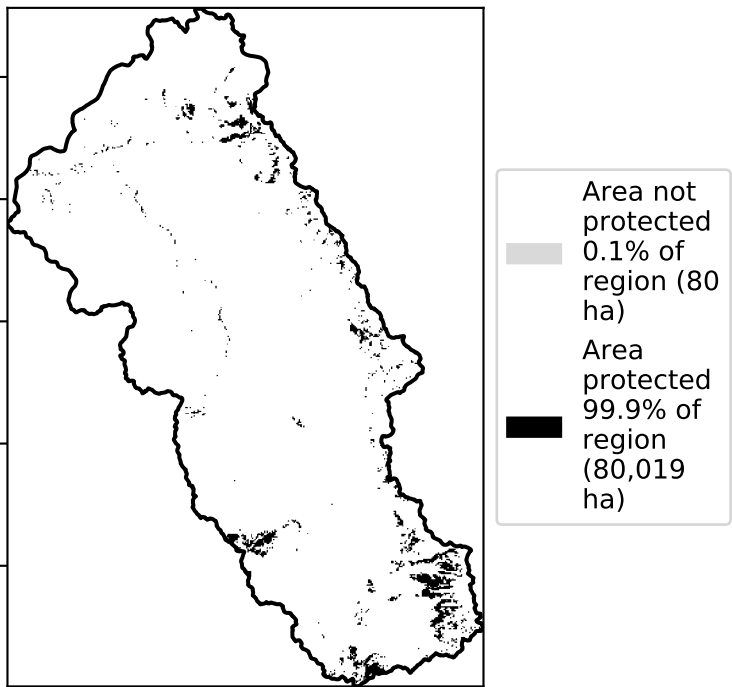 Area not
protected
0.1% of
region (80
ha)
Area
protected
99.9% of
region
(80,019
ha)